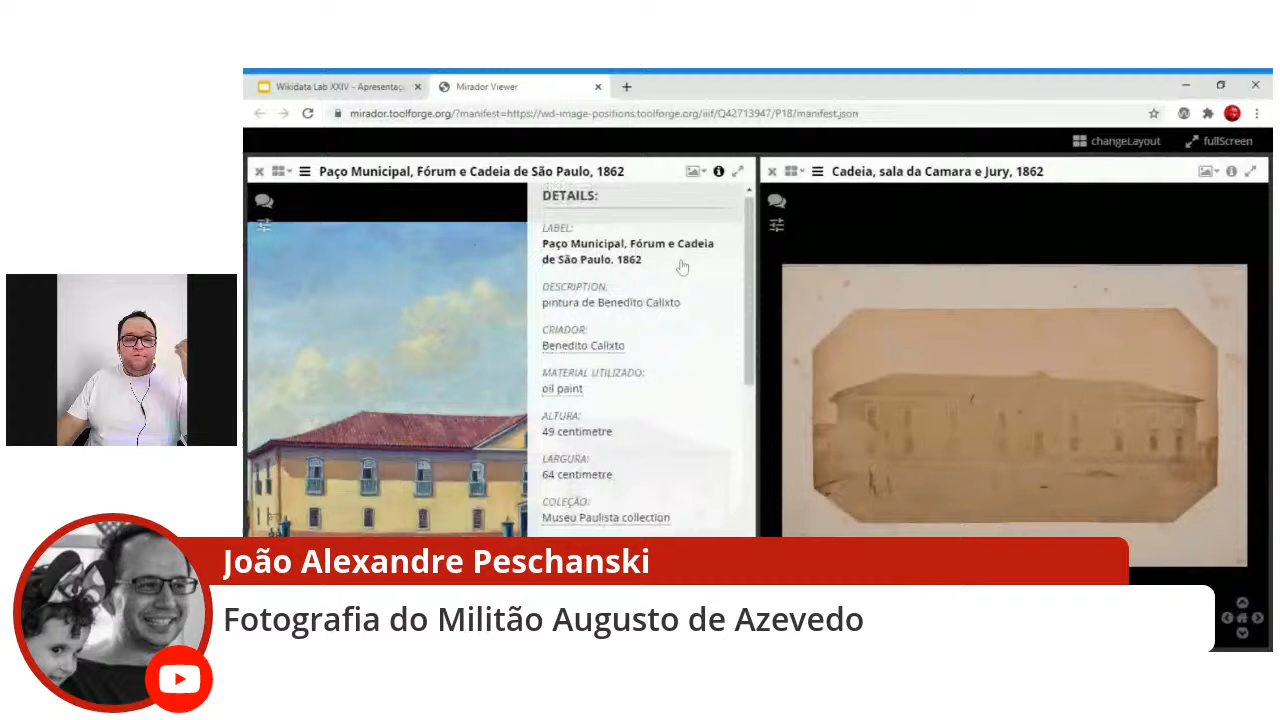 Wikidata Lab XXIV – Apresentaç
Mirador Viewer
mirador.toolforge.org/?manifest=https://wd-image-positions.toolforge.org/iiif/Q42713947/P18/manifest.json
changeLayout
fullScreen
Paço Municipal, Fórum e Cadeia de São Paulo, 1862
Cadeia, sala da Camara e Jury, 1862
DETAILS:
LABEL:
Paço Municipal, Fórum e Cadeia
de São Paulo, 1862
DESCRIPTION:
pintura de Benedito Calixto
CRIADOR:
Benedito Calixto
MATERIAL UTILIZADO:
oil paint
ALTURA:
49 centimetre
LARGURA:
64 centimetre
COLEÇÃO:
Museu Paulista collection
João Alexandre Peschanski
Fotografia do Militão Augusto de Azevedo